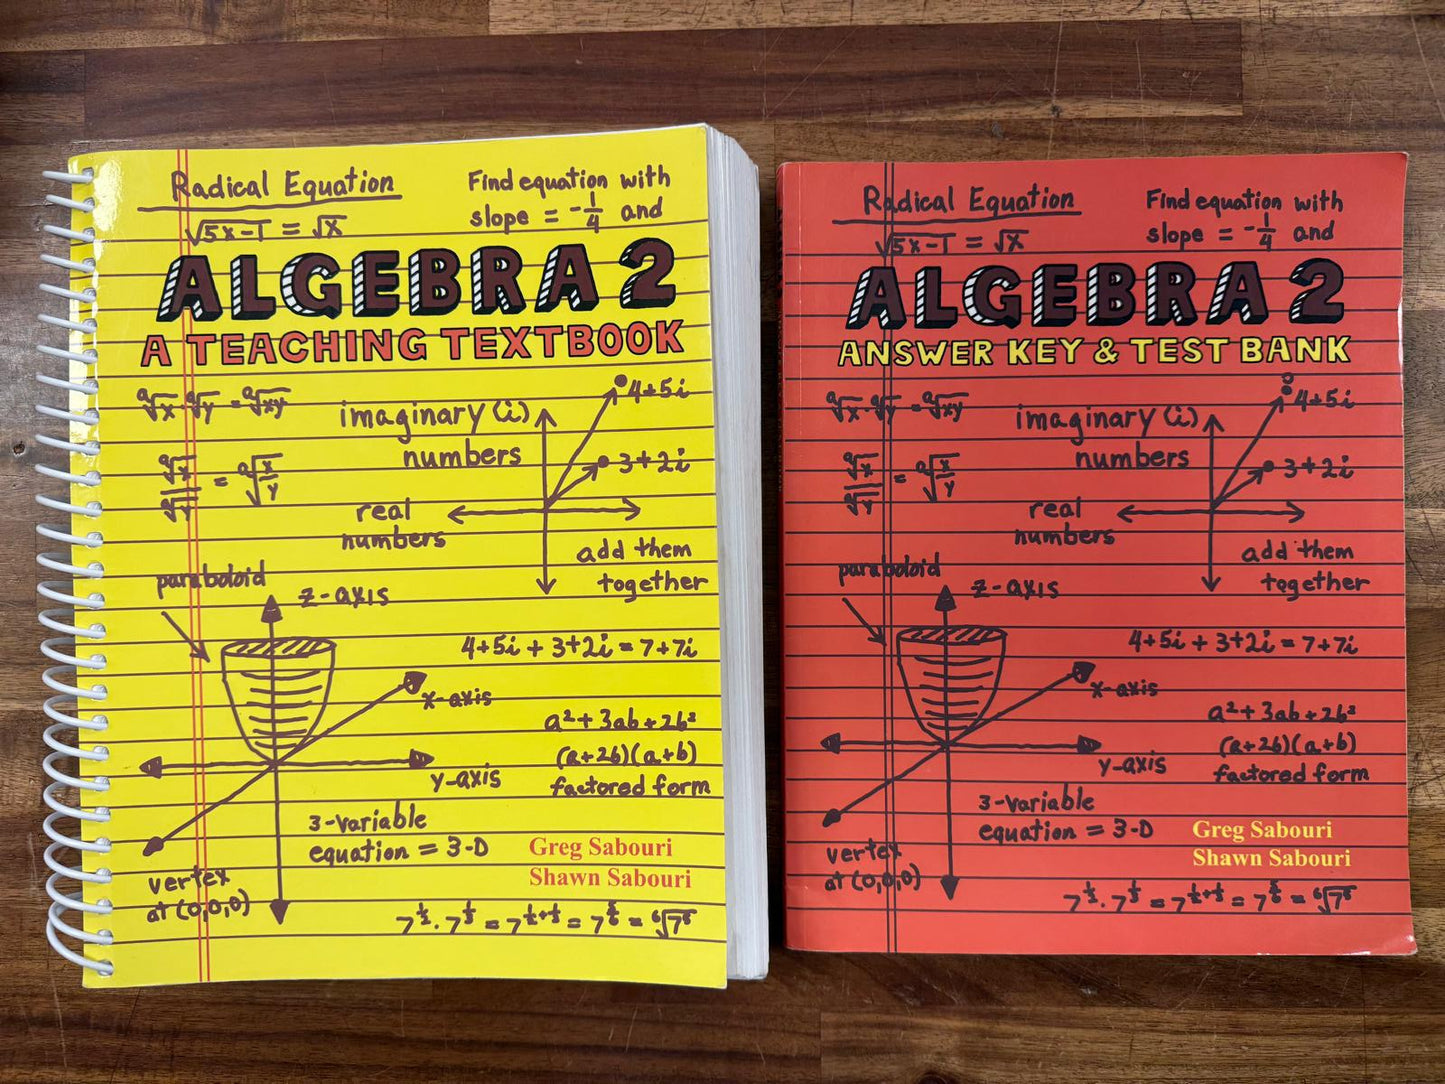 Radical Equation
√5x-1 = √x
Find equation with
slope = -1/4 and
ALGEBRA 2
A TEACHING TEXTBOOK
ᵃ√x · ᵃ√y = ᵃ√xy
ᵃ√x / ᵃ√y = ᵃ√x/y
imaginary (i)
numbers
4+5i
3+2i
real
numbers
add them
together
paraboloid
z-axis
4+5i + 3+2i = 7+7i
x-axis
a²+3ab+2b²
(a+2b)(a+b)
factored form
y-axis
3-variable
equation = 3-D
Greg Sabouri
Shawn Sabouri
vertex
at (0,0,0)
7^1/2 · 7^1/3 = 7^1/2+1/3 = 7^5/6 = ⁶√7⁵
Radical Equation
√5x-1 = √x
Find equation with
slope = -1/4 and
ALGEBRA 2
ANSWER KEY & TEST BANK
ᵃ√x · ᵃ√y = ᵃ√xy
ᵃ√x / ᵃ√y = ᵃ√x/y
imaginary (i)
numbers
4+5i
3+2i
real
numbers
add them
together
paraboloid
z-axis
4+5i + 3+2i = 7+7i
x-axis
a²+3ab+2b²
(a+2b)(a+b)
factored form
y-axis
3-variable
equation = 3-D
Greg Sabouri
Shawn Sabouri
vertex
at (0,0,0)
7^1/2 · 7^1/3 = 7^1/2+1/3 = 7^5/6 = ⁶√7⁵